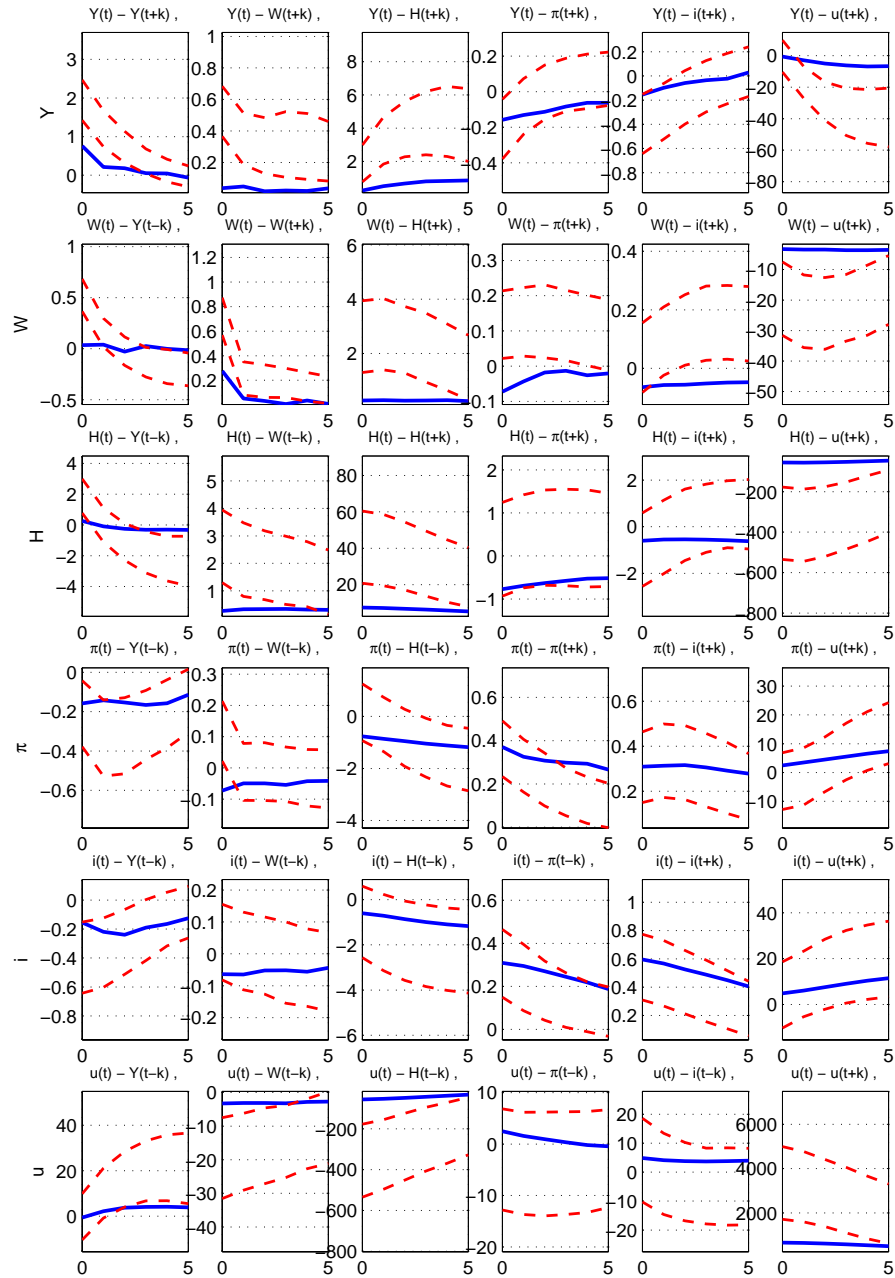 Y(t) − Y(t+k) , Y(t) − W(t+k) , Y(t) − H(t+k) , Y(t) − π(t+k) , Y(t) − i(t+k) , Y(t) − u(t+k) ,
Y
3 2 1 0
1 0.8 0.6 0.4 0.2
8 6 4 2
0.2 0 −0.2 −0.4
0.2 0 −0.2 −0.4 −0.6 −0.8
0 −20 −40 −60 −80
0 5 0 5 0 5 0 5 0 5 0 5
W(t) − Y(t−k) , W(t) − W(t+k) , W(t) − H(t+k) , W(t) − π(t+k) , W(t) − i(t+k) , W(t) − u(t+k) ,
W
1 0.5 0 −0.5
1.2 1 0.8 0.6 0.4 0.2
6 4 2
0.3 0.2 0.1 0 −0.1
0.4 0.2 0
−10 −20 −30 −40 −50
0 5 0 5 0 5 0 5 0 5 0 5
H(t) − Y(t−k) , H(t) − W(t−k) , H(t) − H(t+k) , H(t) − π(t+k) , H(t) − i(t+k) , H(t) − u(t+k) ,
H
4 2 0 −2 −4
5 4 3 2 1
80 60 40 20
2 1 0 −1
2 0 −2
−200 −400 −600 −800
0 5 0 5 0 5 0 5 0 5 0 5
π(t) − Y(t−k) , π(t) − W(t−k) , π(t) − H(t−k) , π(t) − π(t+k) , π(t) − i(t+k) , π(t) − u(t+k) ,
π
0 −0.2 −0.4 −0.6
0.3 0.2 0.1 0 −0.1
0 −2 −4
0.6 0.4 0.2 0
0.6 0.4 0.2
30 20 10 0 −10
0 5 0 5 0 5 0 5 0 5 0 5
i(t) − Y(t−k) , i(t) − W(t−k) , i(t) − H(t−k) , i(t) − π(t−k) , i(t) − i(t+k) , i(t) − u(t+k) ,
i
0 −0.2 −0.4 −0.6 −0.8
0.2 0.1 0 −0.1 −0.2
0 −2 −4 −6
0.6 0.4 0.2 0
1 0.8 0.6 0.4 0.2
40 20 0
0 5 0 5 0 5 0 5 0 5 0 5
u(t) − Y(t−k) , u(t) − W(t−k) , u(t) − H(t−k) , u(t) − π(t−k) , u(t) − i(t−k) , u(t) − u(t+k) ,
u
40 20 0
0 −10 −20 −30 −40
−200 −400 −600 −800
10 0 −10 −20
20 10 0 −10 −20
6000 4000 2000
0 5 0 5 0 5 0 5 0 5 0 5